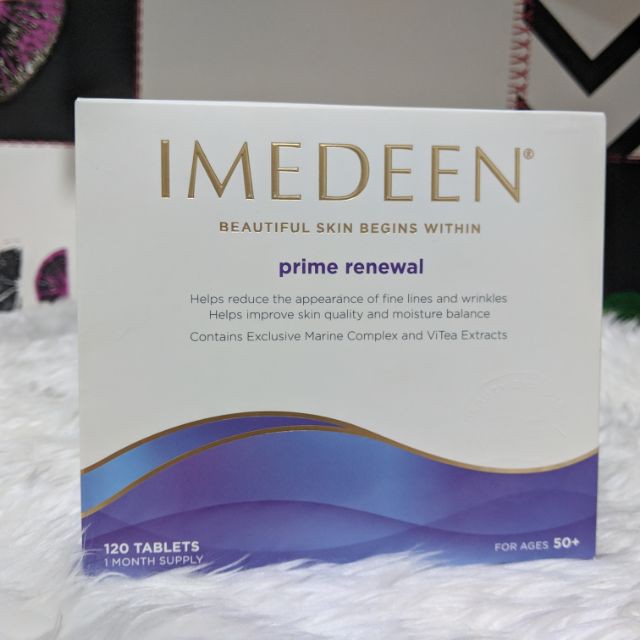 IMEDEEN®
BEAUTIFUL SKIN BEGINS WITHIN
prime renewal
Helps reduce the appearance of fine lines and wrinkles
Helps improve skin quality and moisture balance
Contains Exclusive Marine Complex and ViTea Extracts
120 TABLETS
1 MONTH SUPPLY
FOR AGES 50+